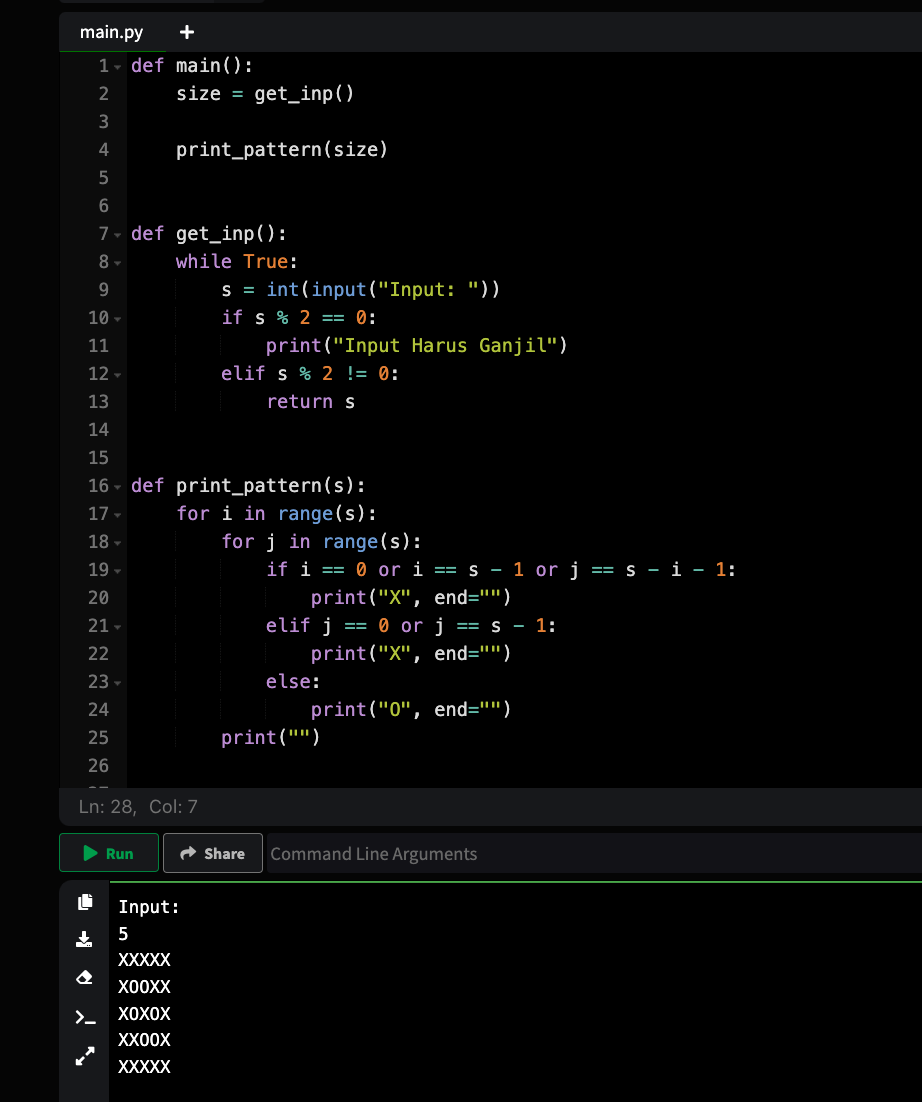 main.py +
1 def main():
2     size = get_inp()
3
4     print_pattern(size)
5
6
7 def get_inp():
8     while True:
9         s = int(input("Input: "))
10         if s % 2 == 0:
11             print("Input Harus Ganjil")
12         elif s % 2 != 0:
13             return s
14
15
16 def print_pattern(s):
17     for i in range(s):
18         for j in range(s):
19             if i == 0 or i == s - 1 or j == s - i - 1:
20                 print("X", end="")
21             elif j == 0 or j == s - 1:
22                 print("X", end="")
23             else:
24                 print("O", end="")
25         print("")
26
Ln: 28, Col: 7
Run Share Command Line Arguments
Input:
5
XXXXX
XOOXX
XOXOX
XXOOX
XXXXX